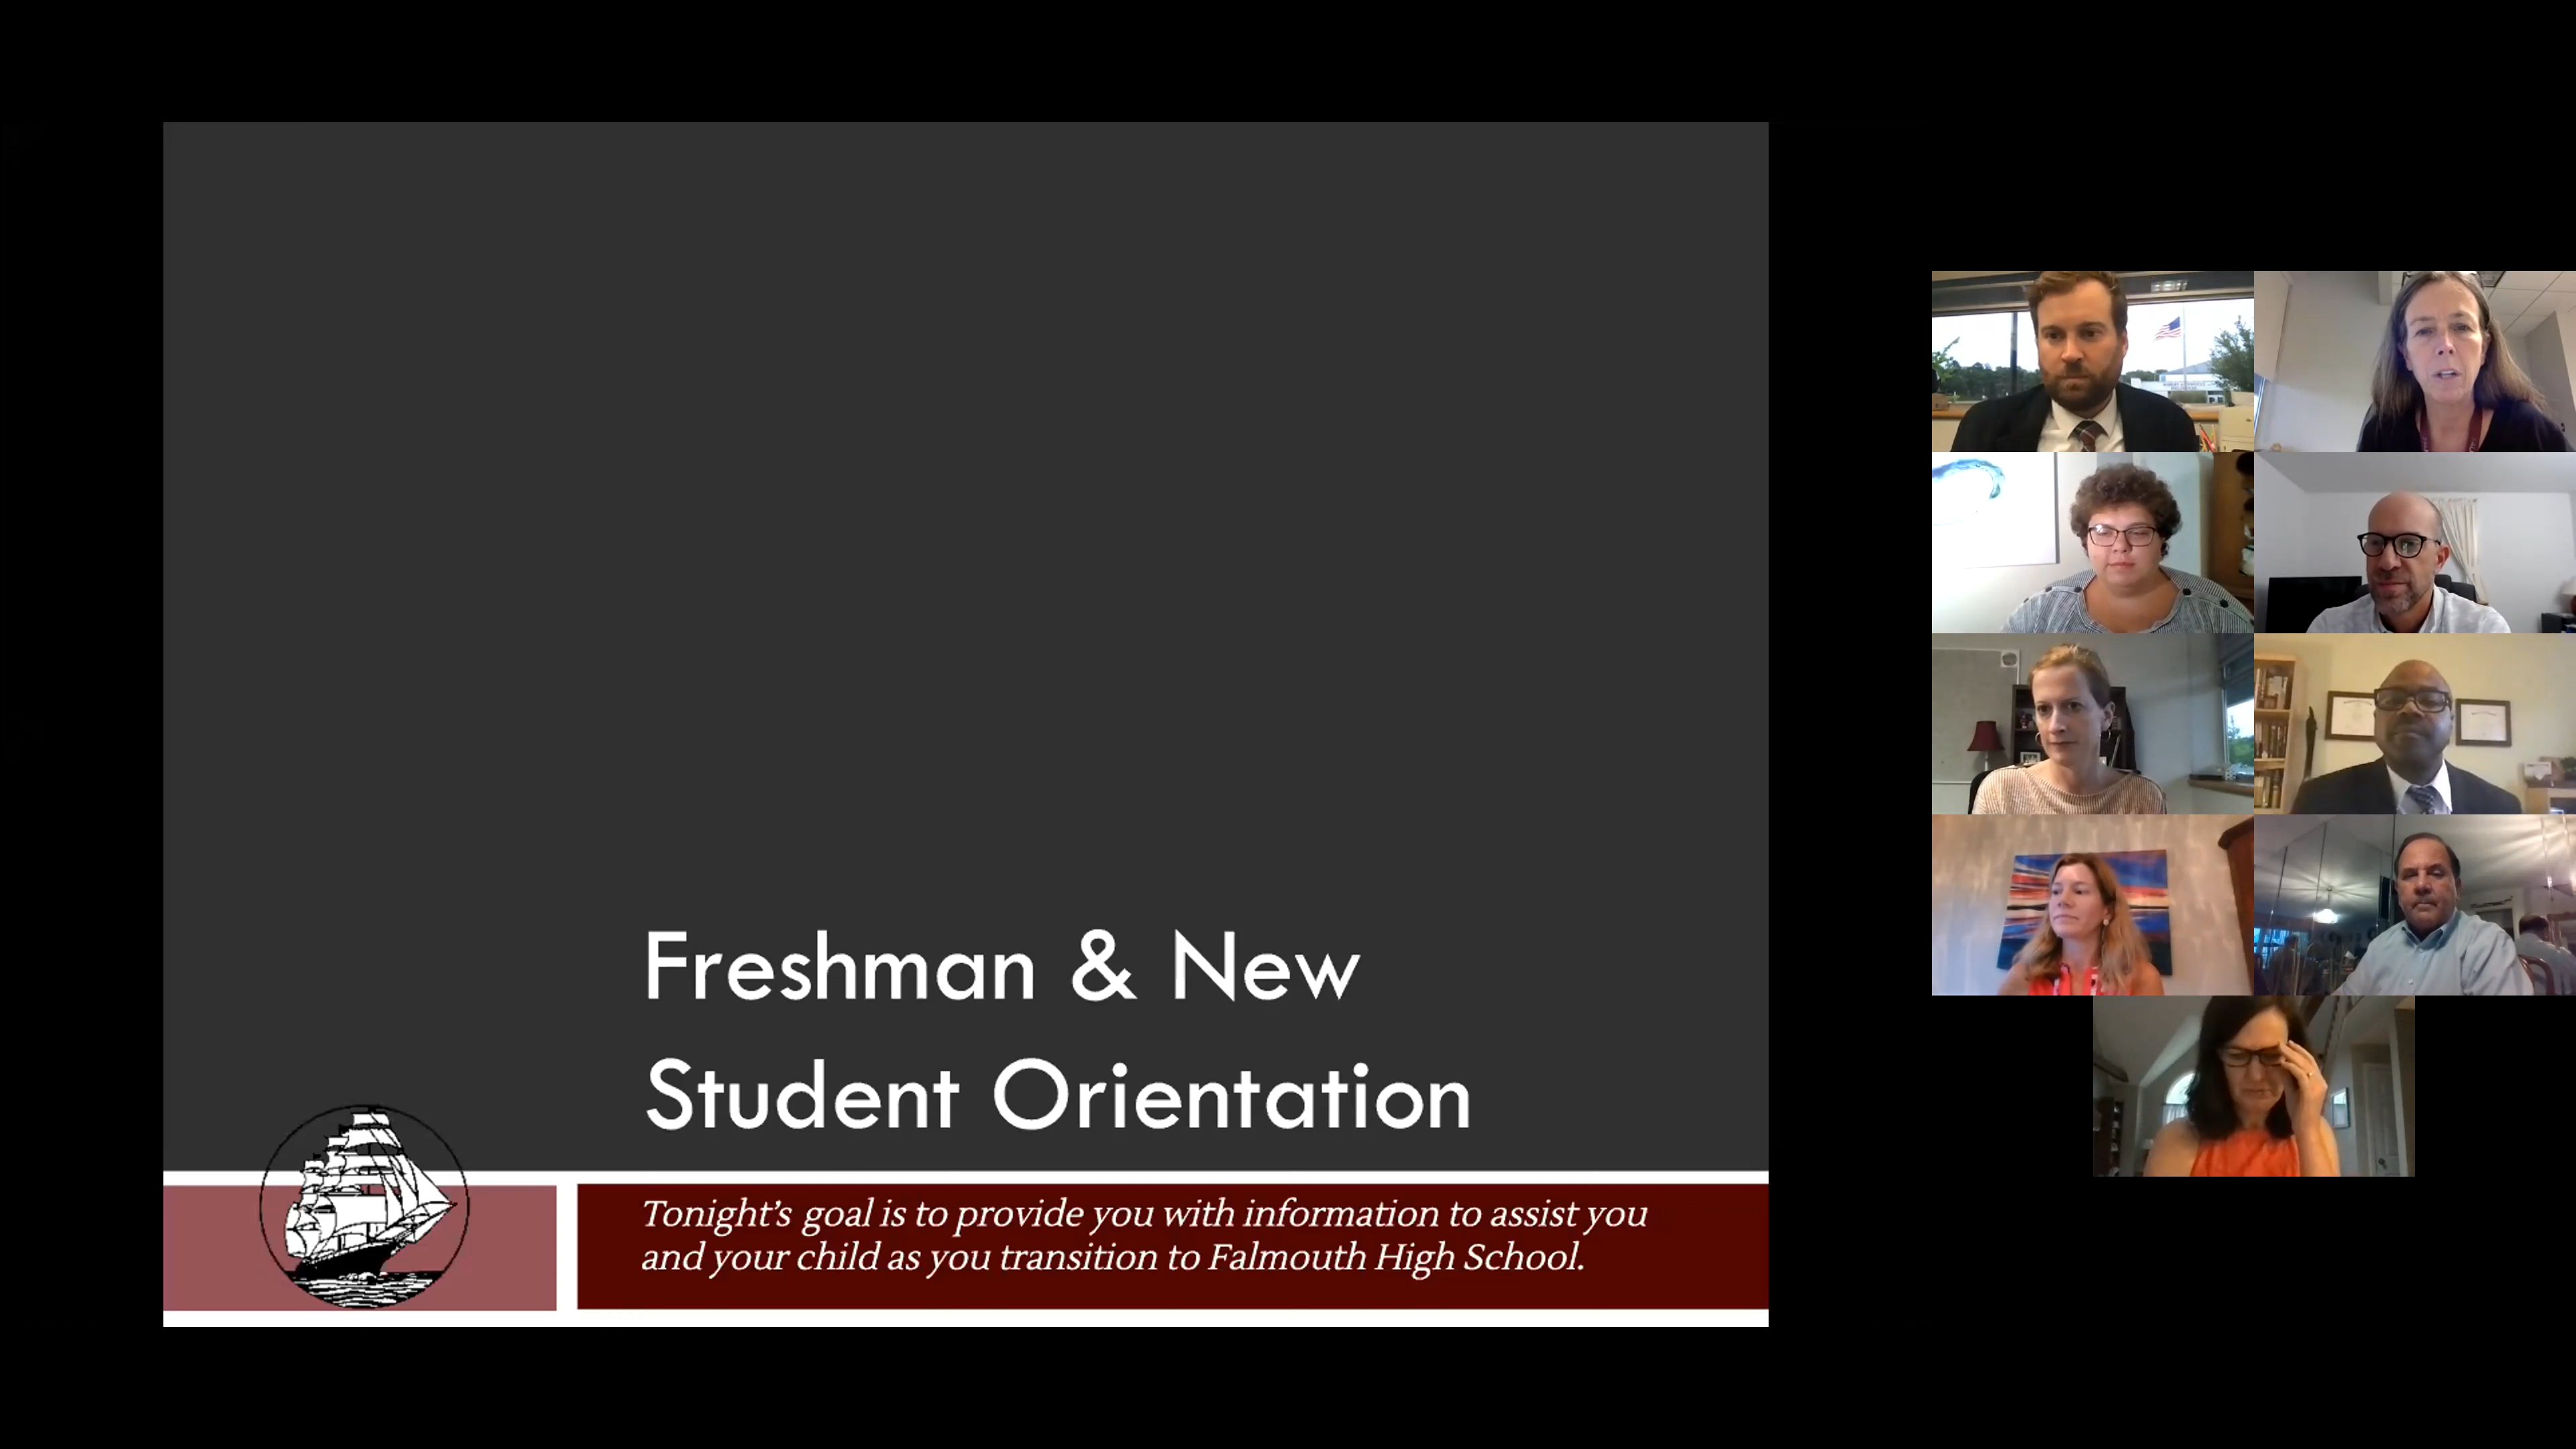 Freshman & New
Student Orientation
Tonight’s goal is to provide you with information to assist you
and your child as you transition to Falmouth High School.